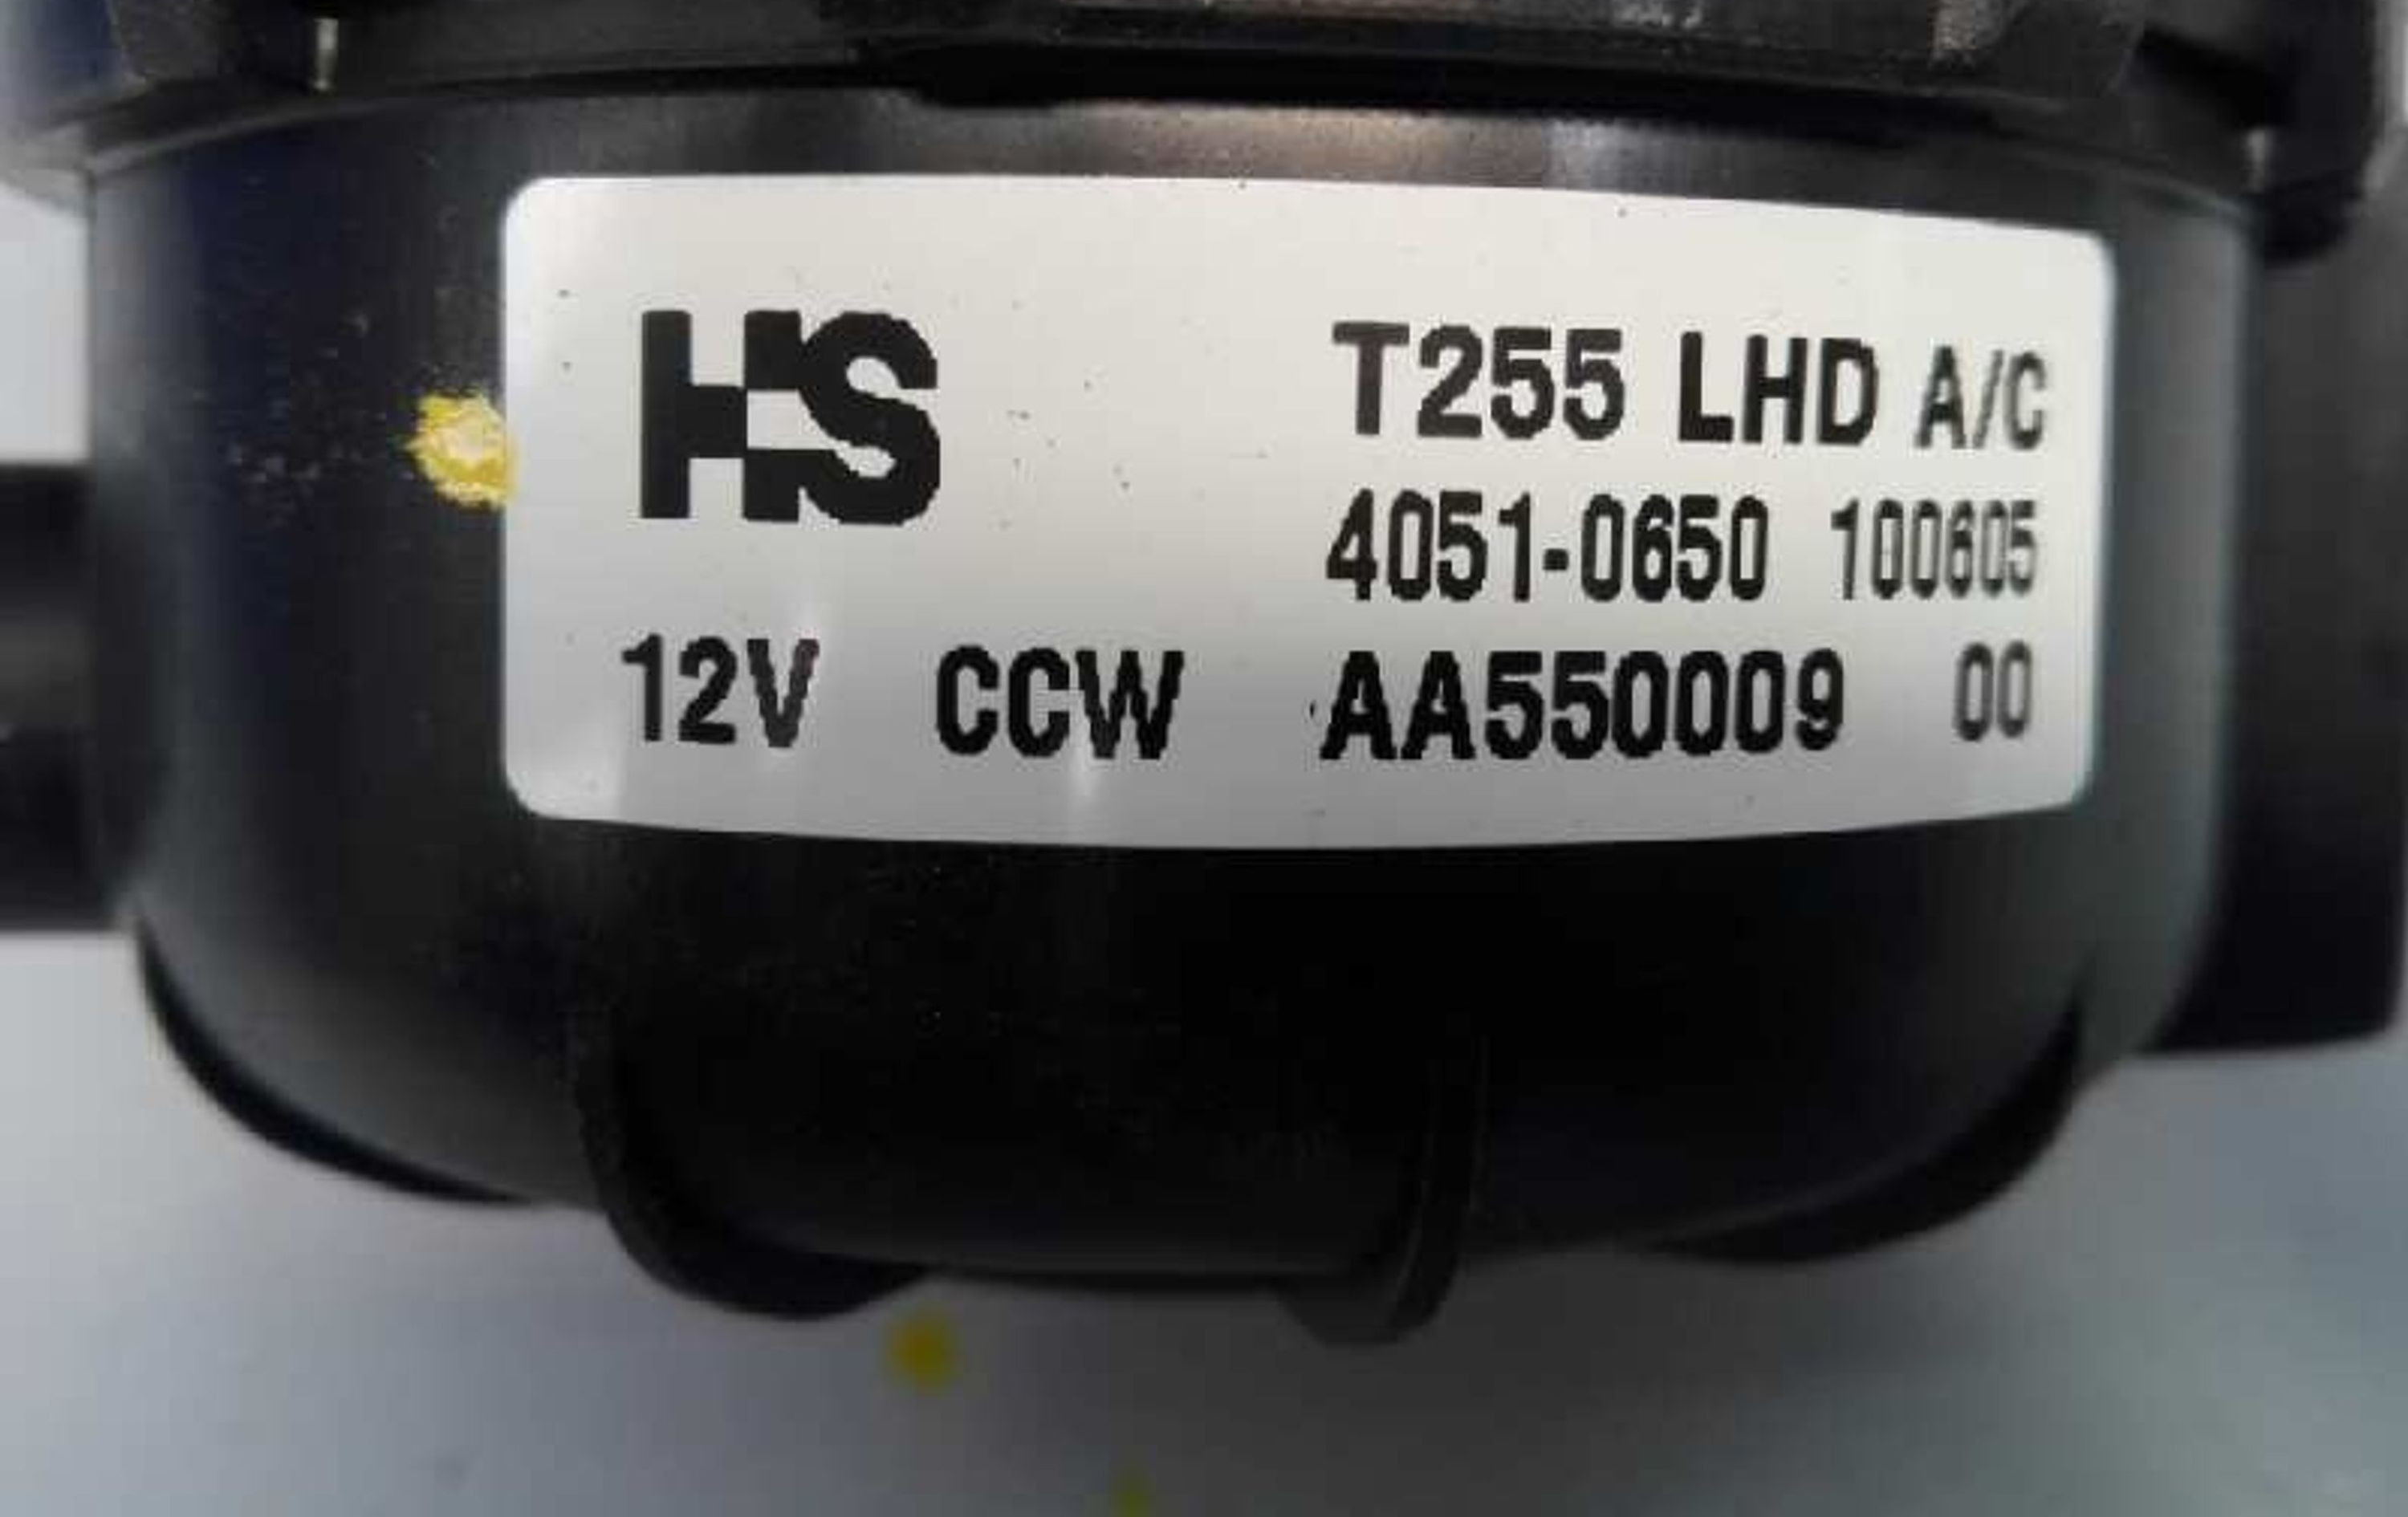 HS
T255 LHD A/C
4051-0650 100605
12V CCW AA550009 00